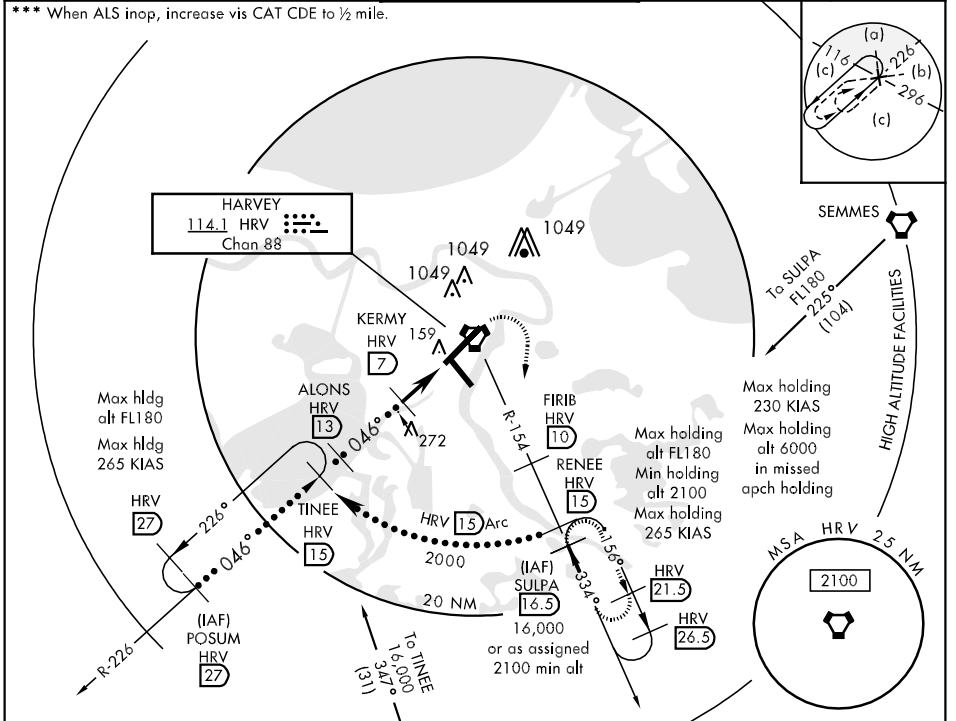 *** When ALS inop, increase vis CAT CDE to ½ mile.
(a)
116
226
(c)
(b)
296
(c)
HARVEY
114.1 HRV
Chan 88
1049
1049
1049
SEMMES
To SULPA
FL180
225°
(104)
HIGH ALTITUDE FACILITIES
KERMY
HRV
7
159
ALONS
HRV
13
046°
272
Max hldg
alt FL180
Max hldg
265 KIAS
R-154
FIRIB
HRV
10
RENEE
HRV
15
Max holding
alt FL180
Min holding
alt 2100
Max holding
265 KIAS
Max holding
230 KIAS
Max holding
alt 6000
in missed
apch holding
HRV
27
226°
046°
TINEE
HRV
15
HRV 15 Arc
2000
156°
334°
(IAF)
SULPA
16.5
16,000
or as assigned
2100 min alt
HRV
21.5
HRV
26.5
20 NM
(IAF)
POSUM
HRV
27
R-226
To TINEE
16,000
347°
(31)
MSA HRV 25 NM
2100